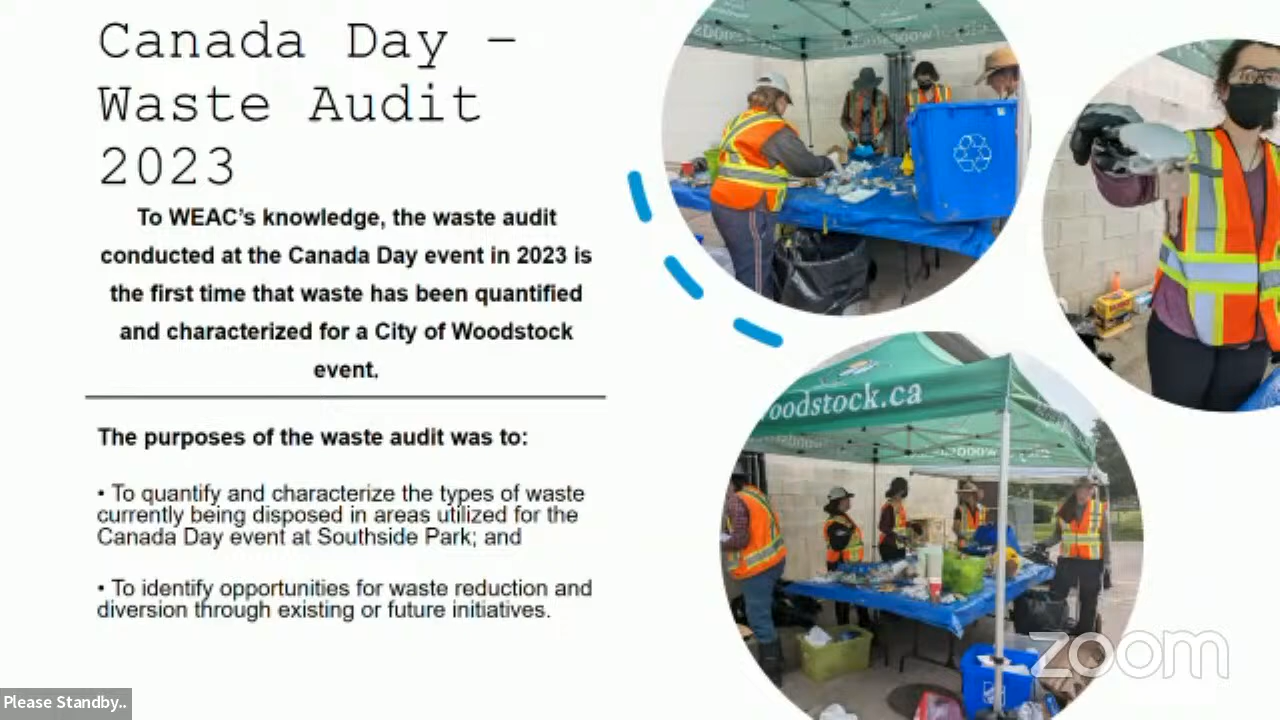 Canada Day –
Waste Audit
2023
To WEAC's knowledge, the waste audit
conducted at the Canada Day event in 2023 is
the first time that waste has been quantified
and characterized for a City of Woodstock
event.
The purposes of the waste audit was to:
• To quantify and characterize the types of waste
currently being disposed in areas utilized for the
Canada Day event at Southside Park; and
• To identify opportunities for waste reduction and
diversion through existing or future initiatives.
oodstock.ca
zoom
Please Standby..